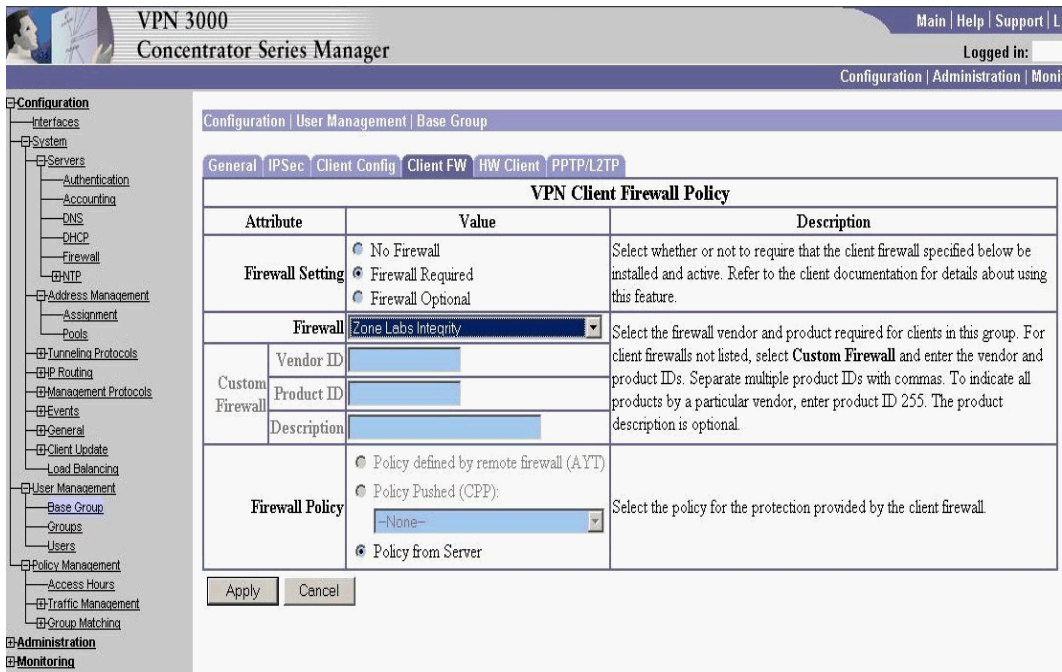 VPN 3000
Concentrator Series Manager
Main | Help | Support | L
Logged in:
Configuration | Administration | Moni
Configuration
Interfaces
System
Servers
Authentication
Accounting
DNS
DHCP
Firewall
NTP
Address Management
Assignment
Pools
Tunneling Protocols
IP Routing
Management Protocols
Events
General
Client Update
Load Balancing
User Management
Base Group
Groups
Users
Policy Management
Access Hours
Traffic Management
Group Matching
Administration
Monitoring
Configuration | User Management | Base Group
General IPSec Client Config Client FW HW Client PPTP/L2TP
VPN Client Firewall Policy
Attribute Value Description
Firewall Setting
No Firewall
Firewall Required
Firewall Optional
Select whether or not to require that the client firewall specified below be
installed and active. Refer to the client documentation for details about using
this feature.
Firewall Zone Labs Integrity
Custom
Firewall
Vendor ID
Product ID
Description
Select the firewall vendor and product required for clients in this group. For
client firewalls not listed, select Custom Firewall and enter the vendor and
product IDs. Separate multiple product IDs with commas. To indicate all
products by a particular vendor, enter product ID 255. The product
description is optional.
Firewall Policy
Policy defined by remote firewall (AYT)
Policy Pushed (CPP):
--None--
Policy from Server
Select the policy for the protection provided by the client firewall.
Apply Cancel